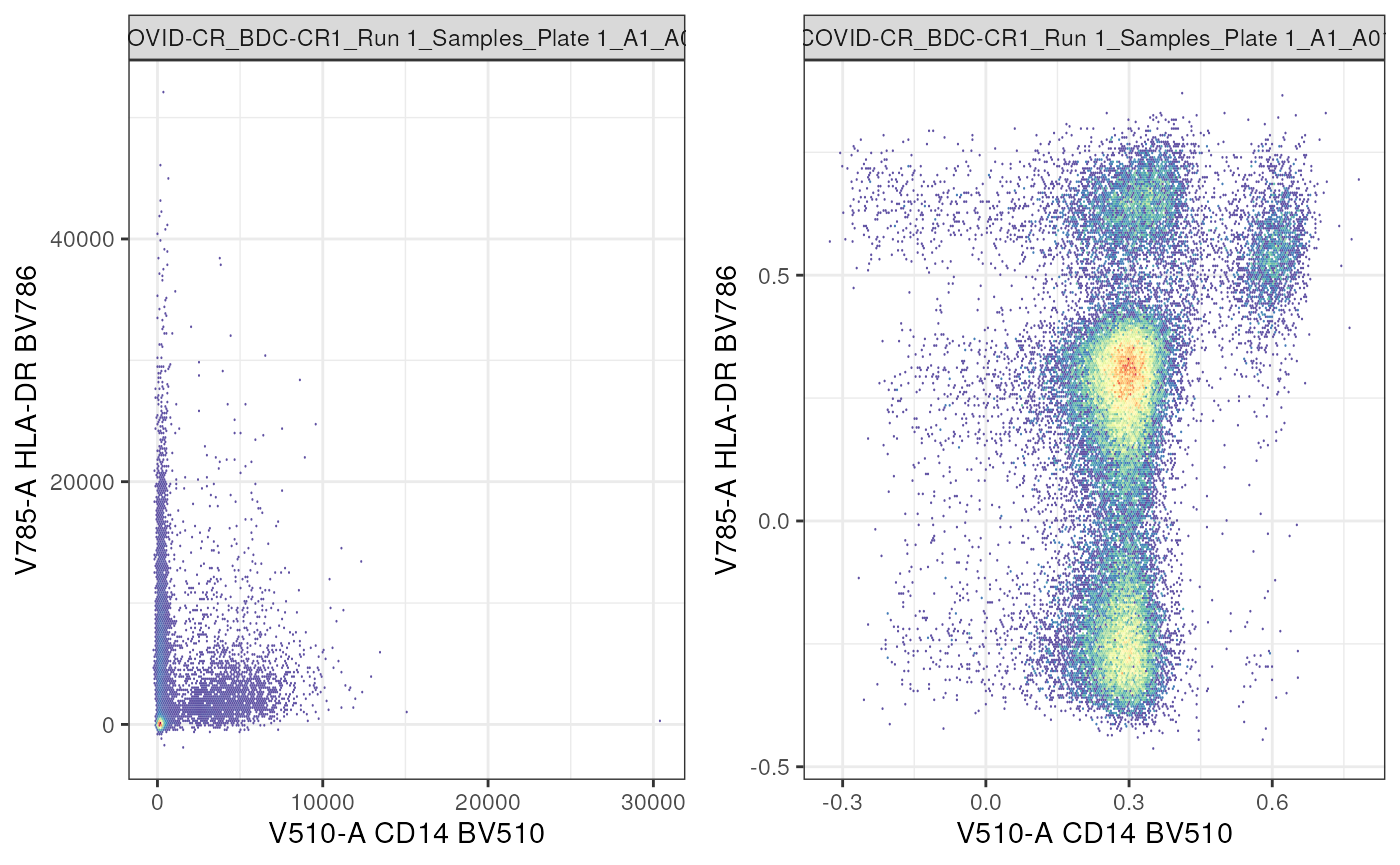 OVID-CR_BDC-CR1_Run 1_Samples_Plate 1_A1_A0
V785-A HLA-DR BV786
40000
20000
0
0
10000
20000
30000
V510-A CD14 BV510
COVID-CR_BDC-CR1_Run 1_Samples_Plate 1_A1_A0
V785-A HLA-DR BV786
0.5
0.0
-0.5
-0.3
0.0
0.3
0.6
V510-A CD14 BV510